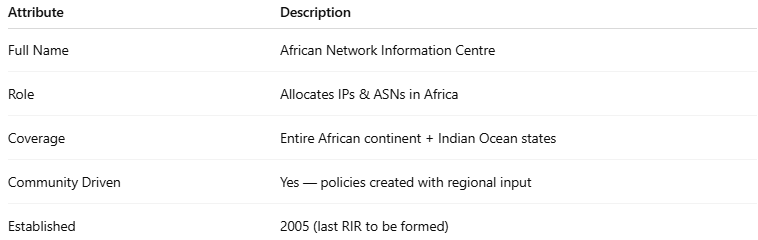 Attribute Description
Full Name African Network Information Centre
Role Allocates IPs & ASNs in Africa
Coverage Entire African continent + Indian Ocean states
Community Driven Yes — policies created with regional input
Established 2005 (last RIR to be formed)